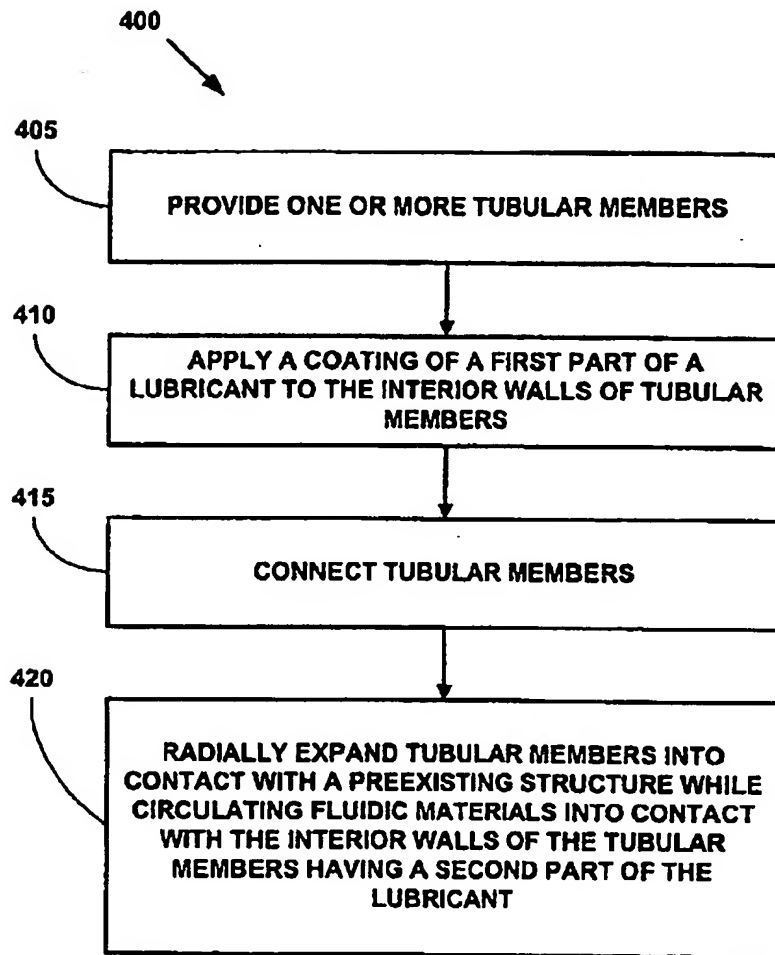 400
405
PROVIDE ONE OR MORE TUBULAR MEMBERS
410
APPLY A COATING OF A FIRST PART OF A
LUBRICANT TO THE INTERIOR WALLS OF TUBULAR
MEMBERS
415
CONNECT TUBULAR MEMBERS
420
RADIALLY EXPAND TUBULAR MEMBERS INTO
CONTACT WITH A PREEXISTING STRUCTURE WHILE
CIRCULATING FLUIDIC MATERIALS INTO CONTACT
WITH THE INTERIOR WALLS OF THE TUBULAR
MEMBERS HAVING A SECOND PART OF THE
LUBRICANT